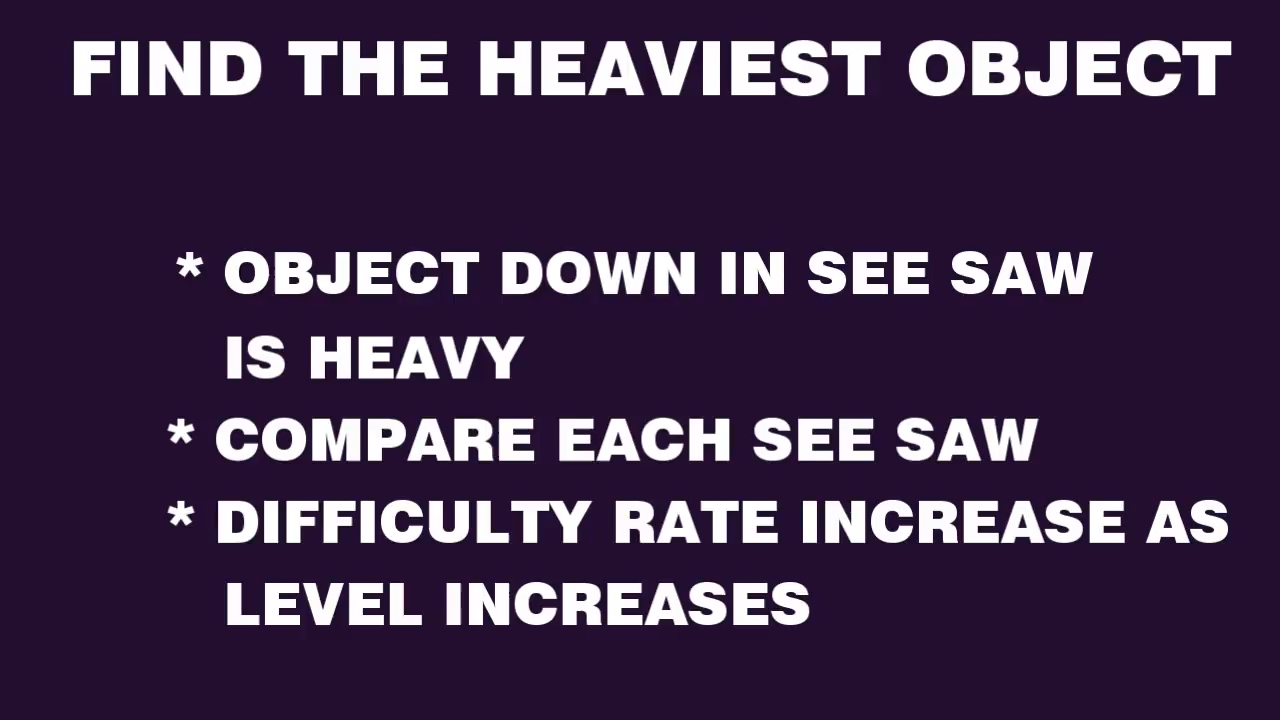 FIND THE HEAVIEST OBJECT
* OBJECT DOWN IN SEE SAW
IS HEAVY
* COMPARE EACH SEE SAW
* DIFFICULTY RATE INCREASE AS
LEVEL INCREASES